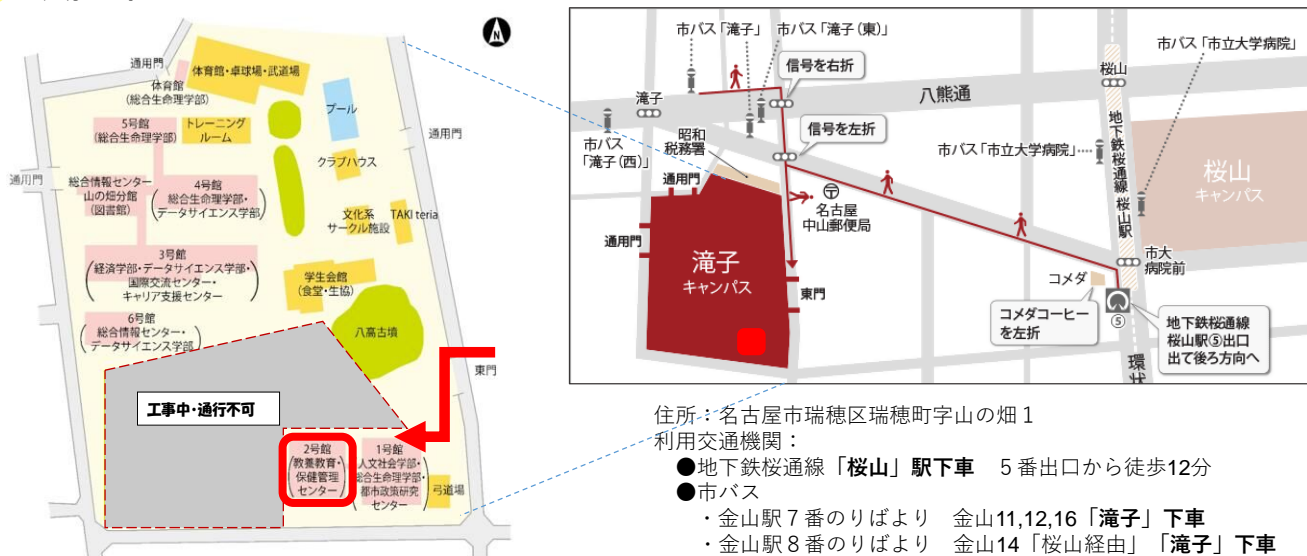 N
通用門
体育館・卓球場・武道場
体育館
(総合生命理学部)
プール
5号館
(総合生命理学部)
トレーニング
ルーム
通用門
クラブハウス
通用門
総合情報センター
山の畑分館
(図書館)
4号館
総合生命理学部・
データサイエンス学部
文化系
サークル施設
TAKI teria
3号館
経済学部・データサイエンス学部・
国際交流センター・
キャリア支援センター
学生会館
(食堂・生協)
6号館
総合情報センター・
データサイエンス学部
八高古墳
東門
工事中・通行不可
2号館
教養教育・
保健管理
センター
1号館
人文社会学部・
総合生命理学部・
都市政策研究
センター
弓道場
市バス「滝子」
市バス「滝子(東)」
市バス「市立大学病院」
信号を右折
桜山
滝子
八熊通
市バス
「滝子(西)」
昭和
税務署
信号を左折
市バス「市立大学病院」
地下鉄桜通線 桜山駅
桜山
キャンパス
通用門
〒
名古屋
中山郵便局
通用門
滝子
キャンパス
市大
病院前
東門
コメダ
コメダコーヒー
を左折
⑤
地下鉄桜通線
桜山駅⑤出口
出て後ろ方向へ
環状
住所：名古屋市瑞穂区瑞穂町字山の畑１
利用交通機関：
●地下鉄桜通線「桜山」駅下車　５番出口から徒歩12分
●市バス
・金山駅７番のりばより　金山11,12,16「滝子」下車
・金山駅８番のりばより　金山14「桜山経由」「滝子」下車